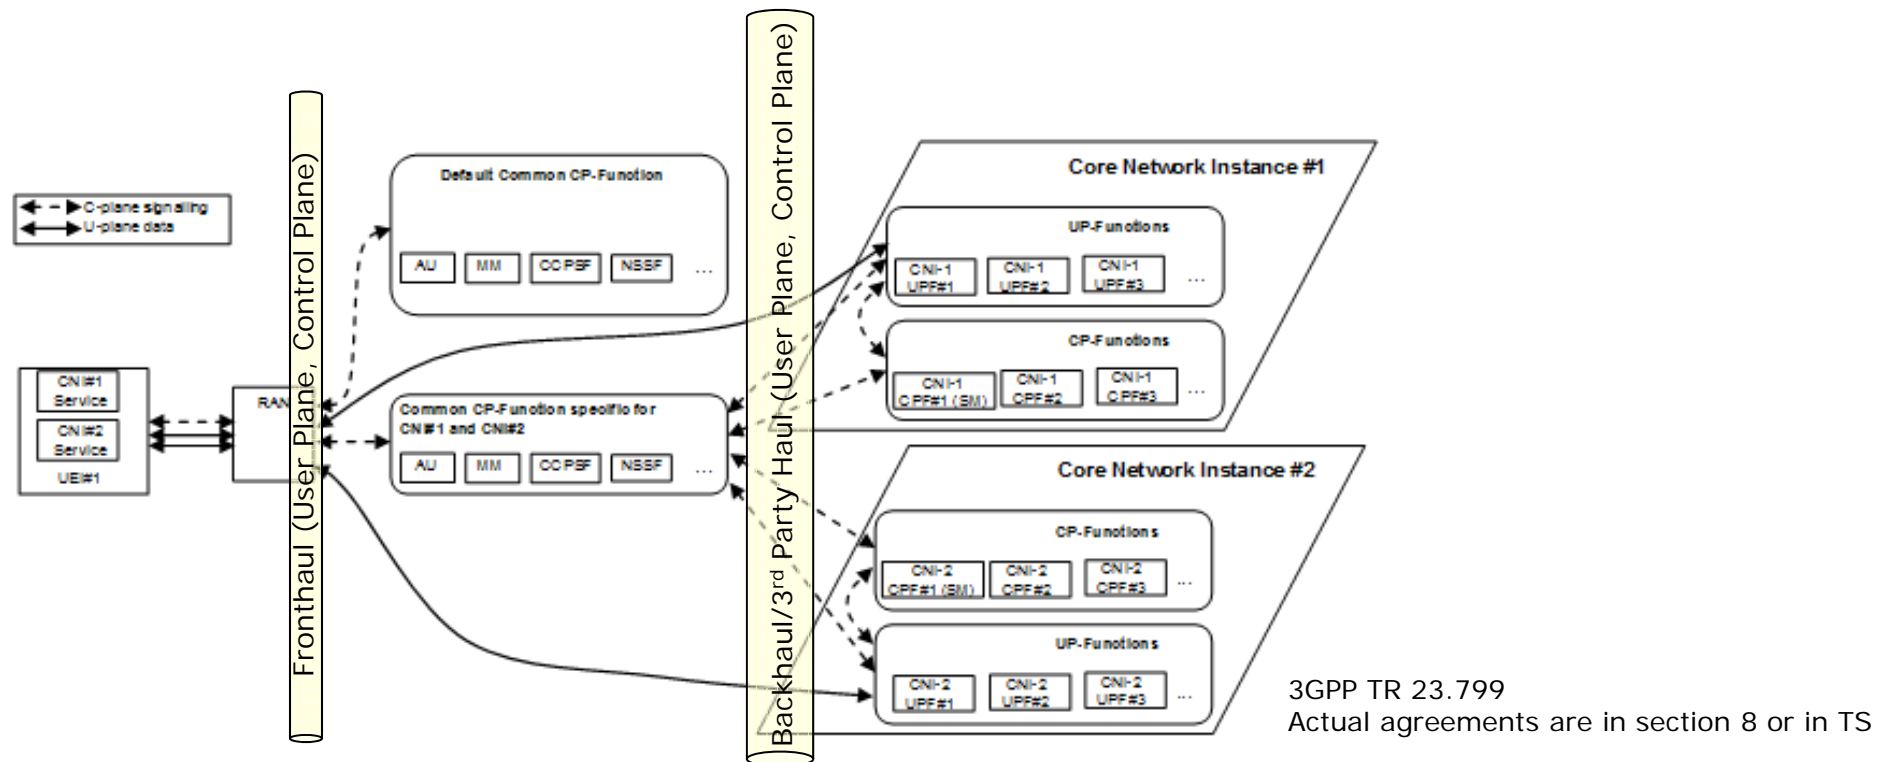 C-plane signalling
U-plane data
CNI#1
Service
CNI#2
Service
UEI#1
RAN
Fronthaul (User Plane, Control Plane)
Default Common CP-Function
AU
MM
CCPSF
NSSF
...
Common CP-Function specific for
CNI#1 and CNI#2
AU
MM
CCPSF
NSSF
...
Backhaul/3rd Party Haul (User Plane, Control Plane)
Core Network Instance #1
UP-Functions
CNI-1
UPF#1
CNI-1
UPF#2
CNI-1
UPF#3
...
CP-Functions
CNI-1
CPF#1 (SM)
CNI-1
CPF#2
CNI-1
CPF#3
...
Core Network Instance #2
CP-Functions
CNI-2
CPF#1 (SM)
CNI-2
CPF#2
CNI-2
CPF#3
...
UP-Functions
CNI-2
UPF#1
CNI-2
UPF#2
CNI-2
UPF#3
...
3GPP TR 23.799
Actual agreements are in section 8 or in TS